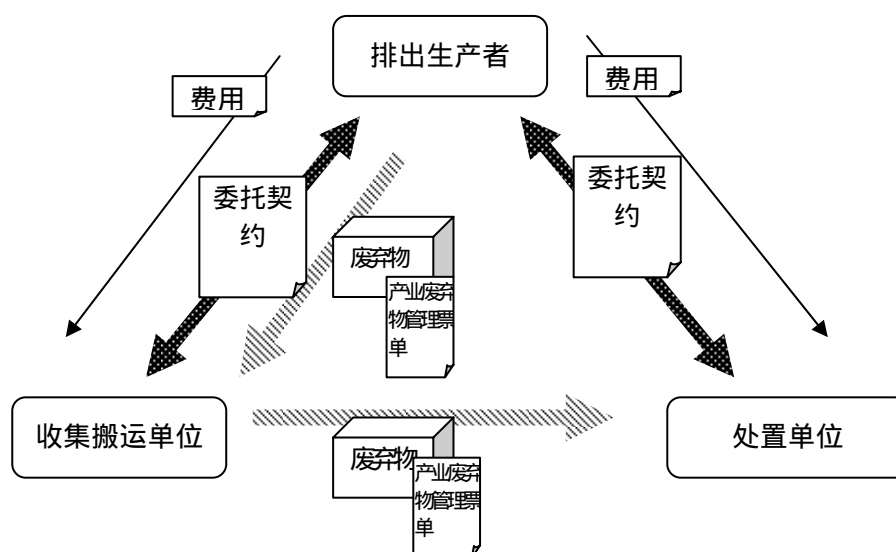 排出生产者
费用
费用
委托契
约
委托契
约
废弃物
产业废弃
物管理票
单
收集搬运单位
处置单位
废弃物
产业废弃
物管理票
单